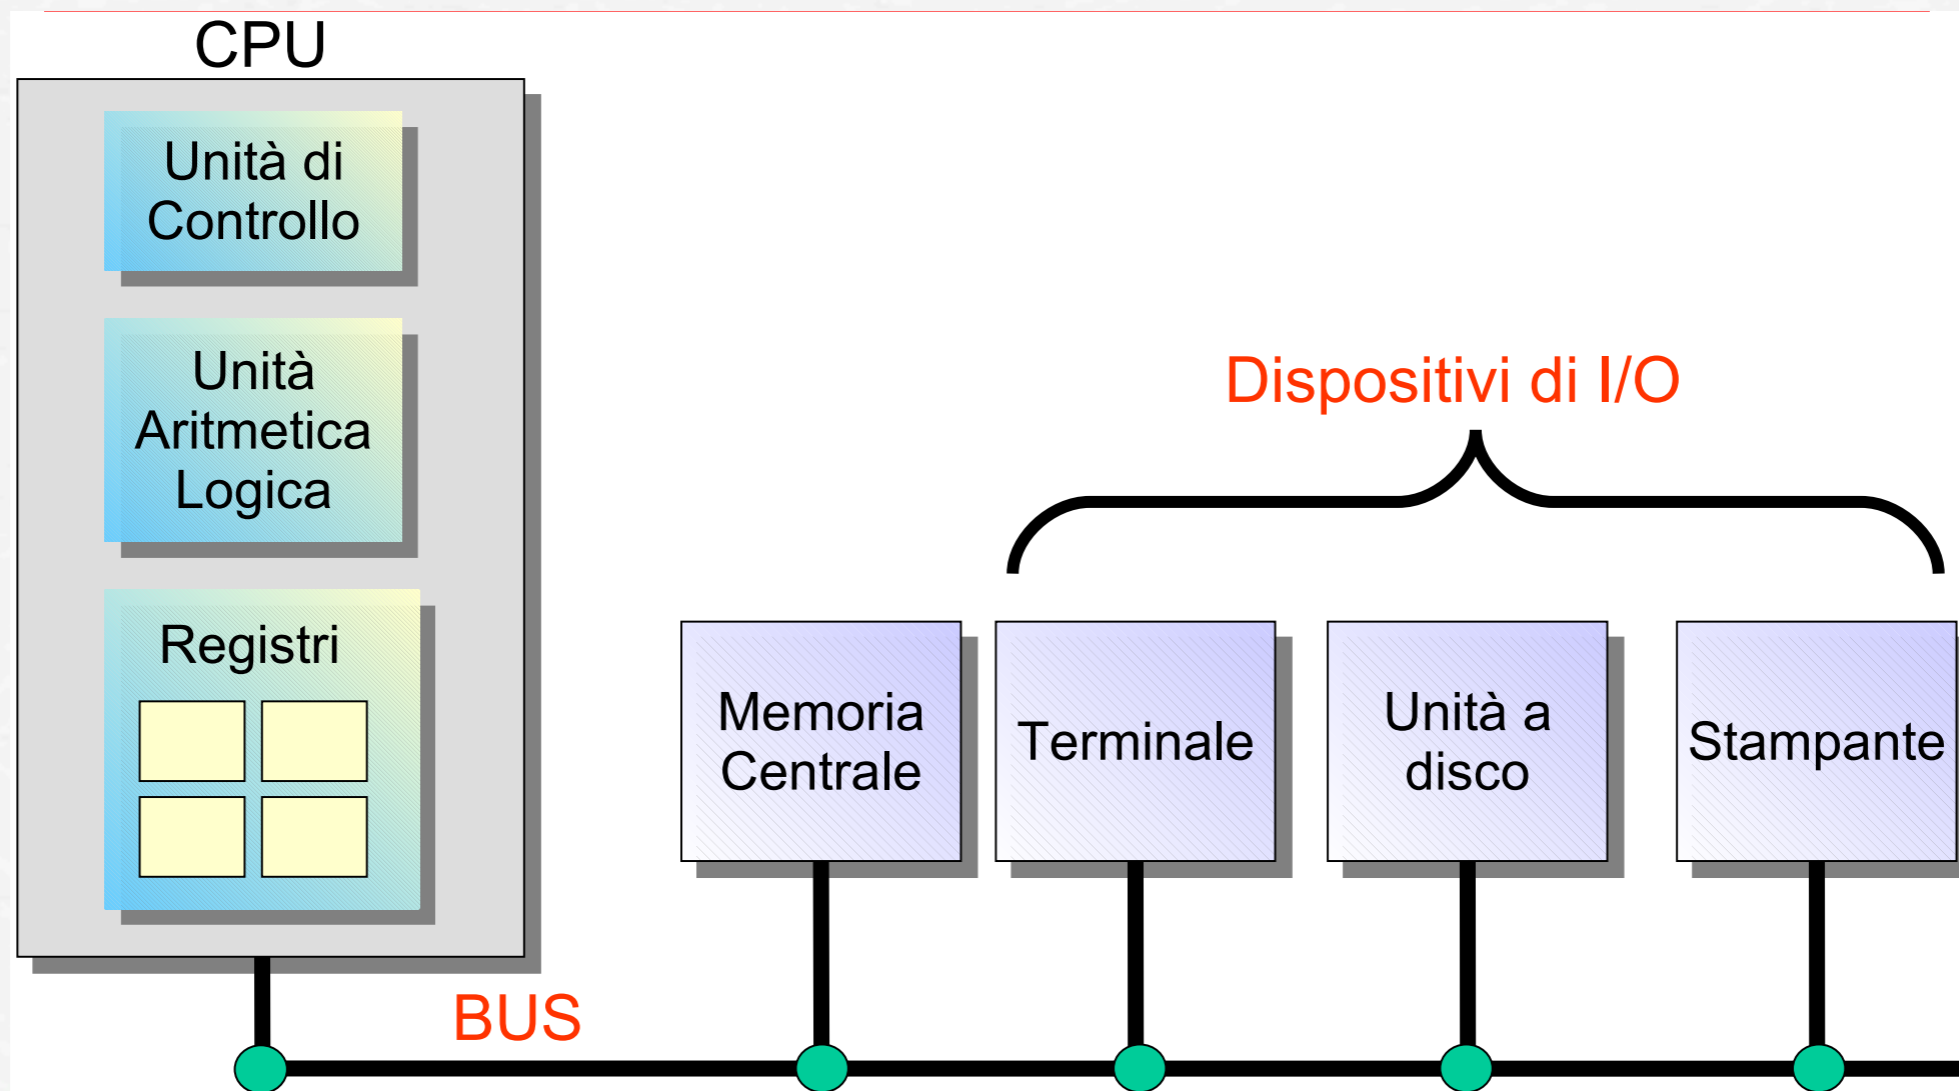 CPU
Unità di
Controllo
Unità
Aritmetica
Logica
Registri
Dispositivi di I/O
Memoria
Centrale
Terminale
Unità a
disco
Stampante
BUS